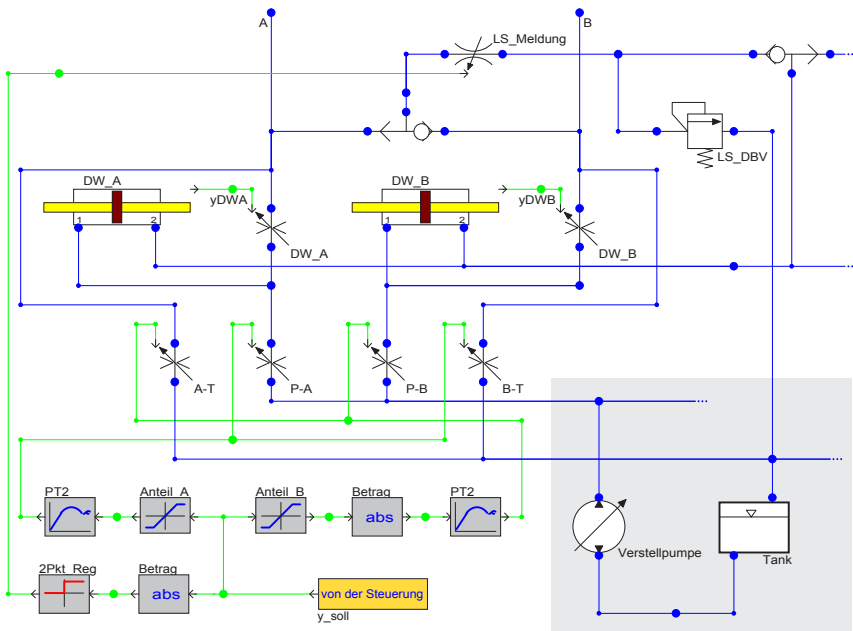 A
B
LS_Meldung
LS_DBV
DW_A
DW_B
1
2
1
2
yDWA
yDWB
DW_A
DW_B
A-T
P-A
P-B
B-T
PT2
Anteil_A
Anteil_B
Betrag
PT2
abs
Verstellpumpe
Tank
2Pkt_Reg
Betrag
abs
von der Steuerung
y_soll